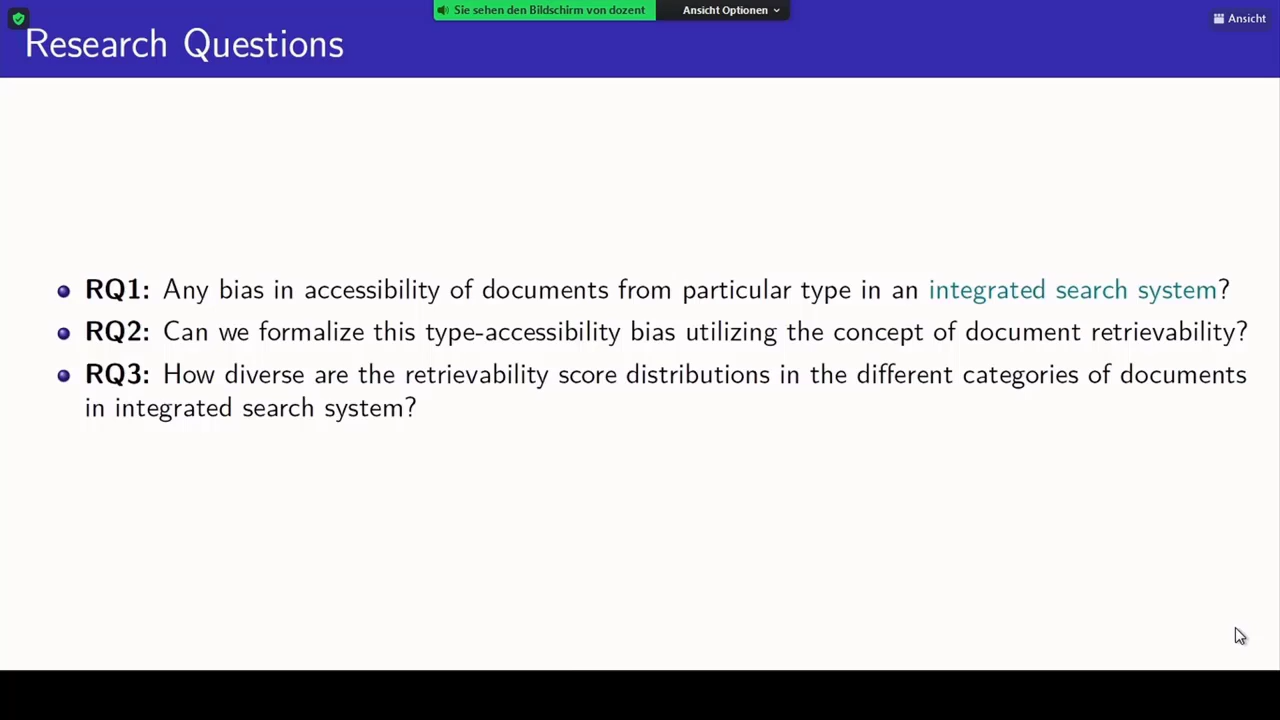 Sie sehen den Bildschirm von dozent
Ansicht Optionen
Ansicht
Research Questions
RQ1: Any bias in accessibility of documents from particular type in an integrated search system?
RQ2: Can we formalize this type-accessibility bias utilizing the concept of document retrievability?
RQ3: How diverse are the retrievability score distributions in the different categories of documents
in integrated search system?